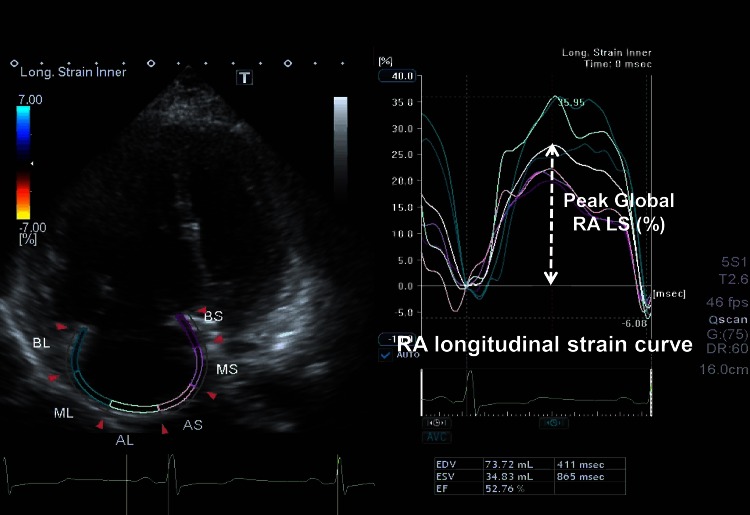 Long. Strain Inner
T
7.00
-7.00
[%]
BS
BL
MS
ML
AS
AL
Long. Strain Inner
Time: 0 msec
[%]
40.0
35.0
35.95
30.0
25.0
20.0
15.0
10.0
5.0
0.0
-5.0
Peak Global
RA LS (%)
[msec]
-6.08
RA longitudinal strain curve
AUTO
AVC
5S1
T2.6
46 fps
Qscan
G:(75)
DR:60
16.0cm
EDV 73.72 mL 411 msec
ESV 34.83 mL 865 msec
EF 52.76 %